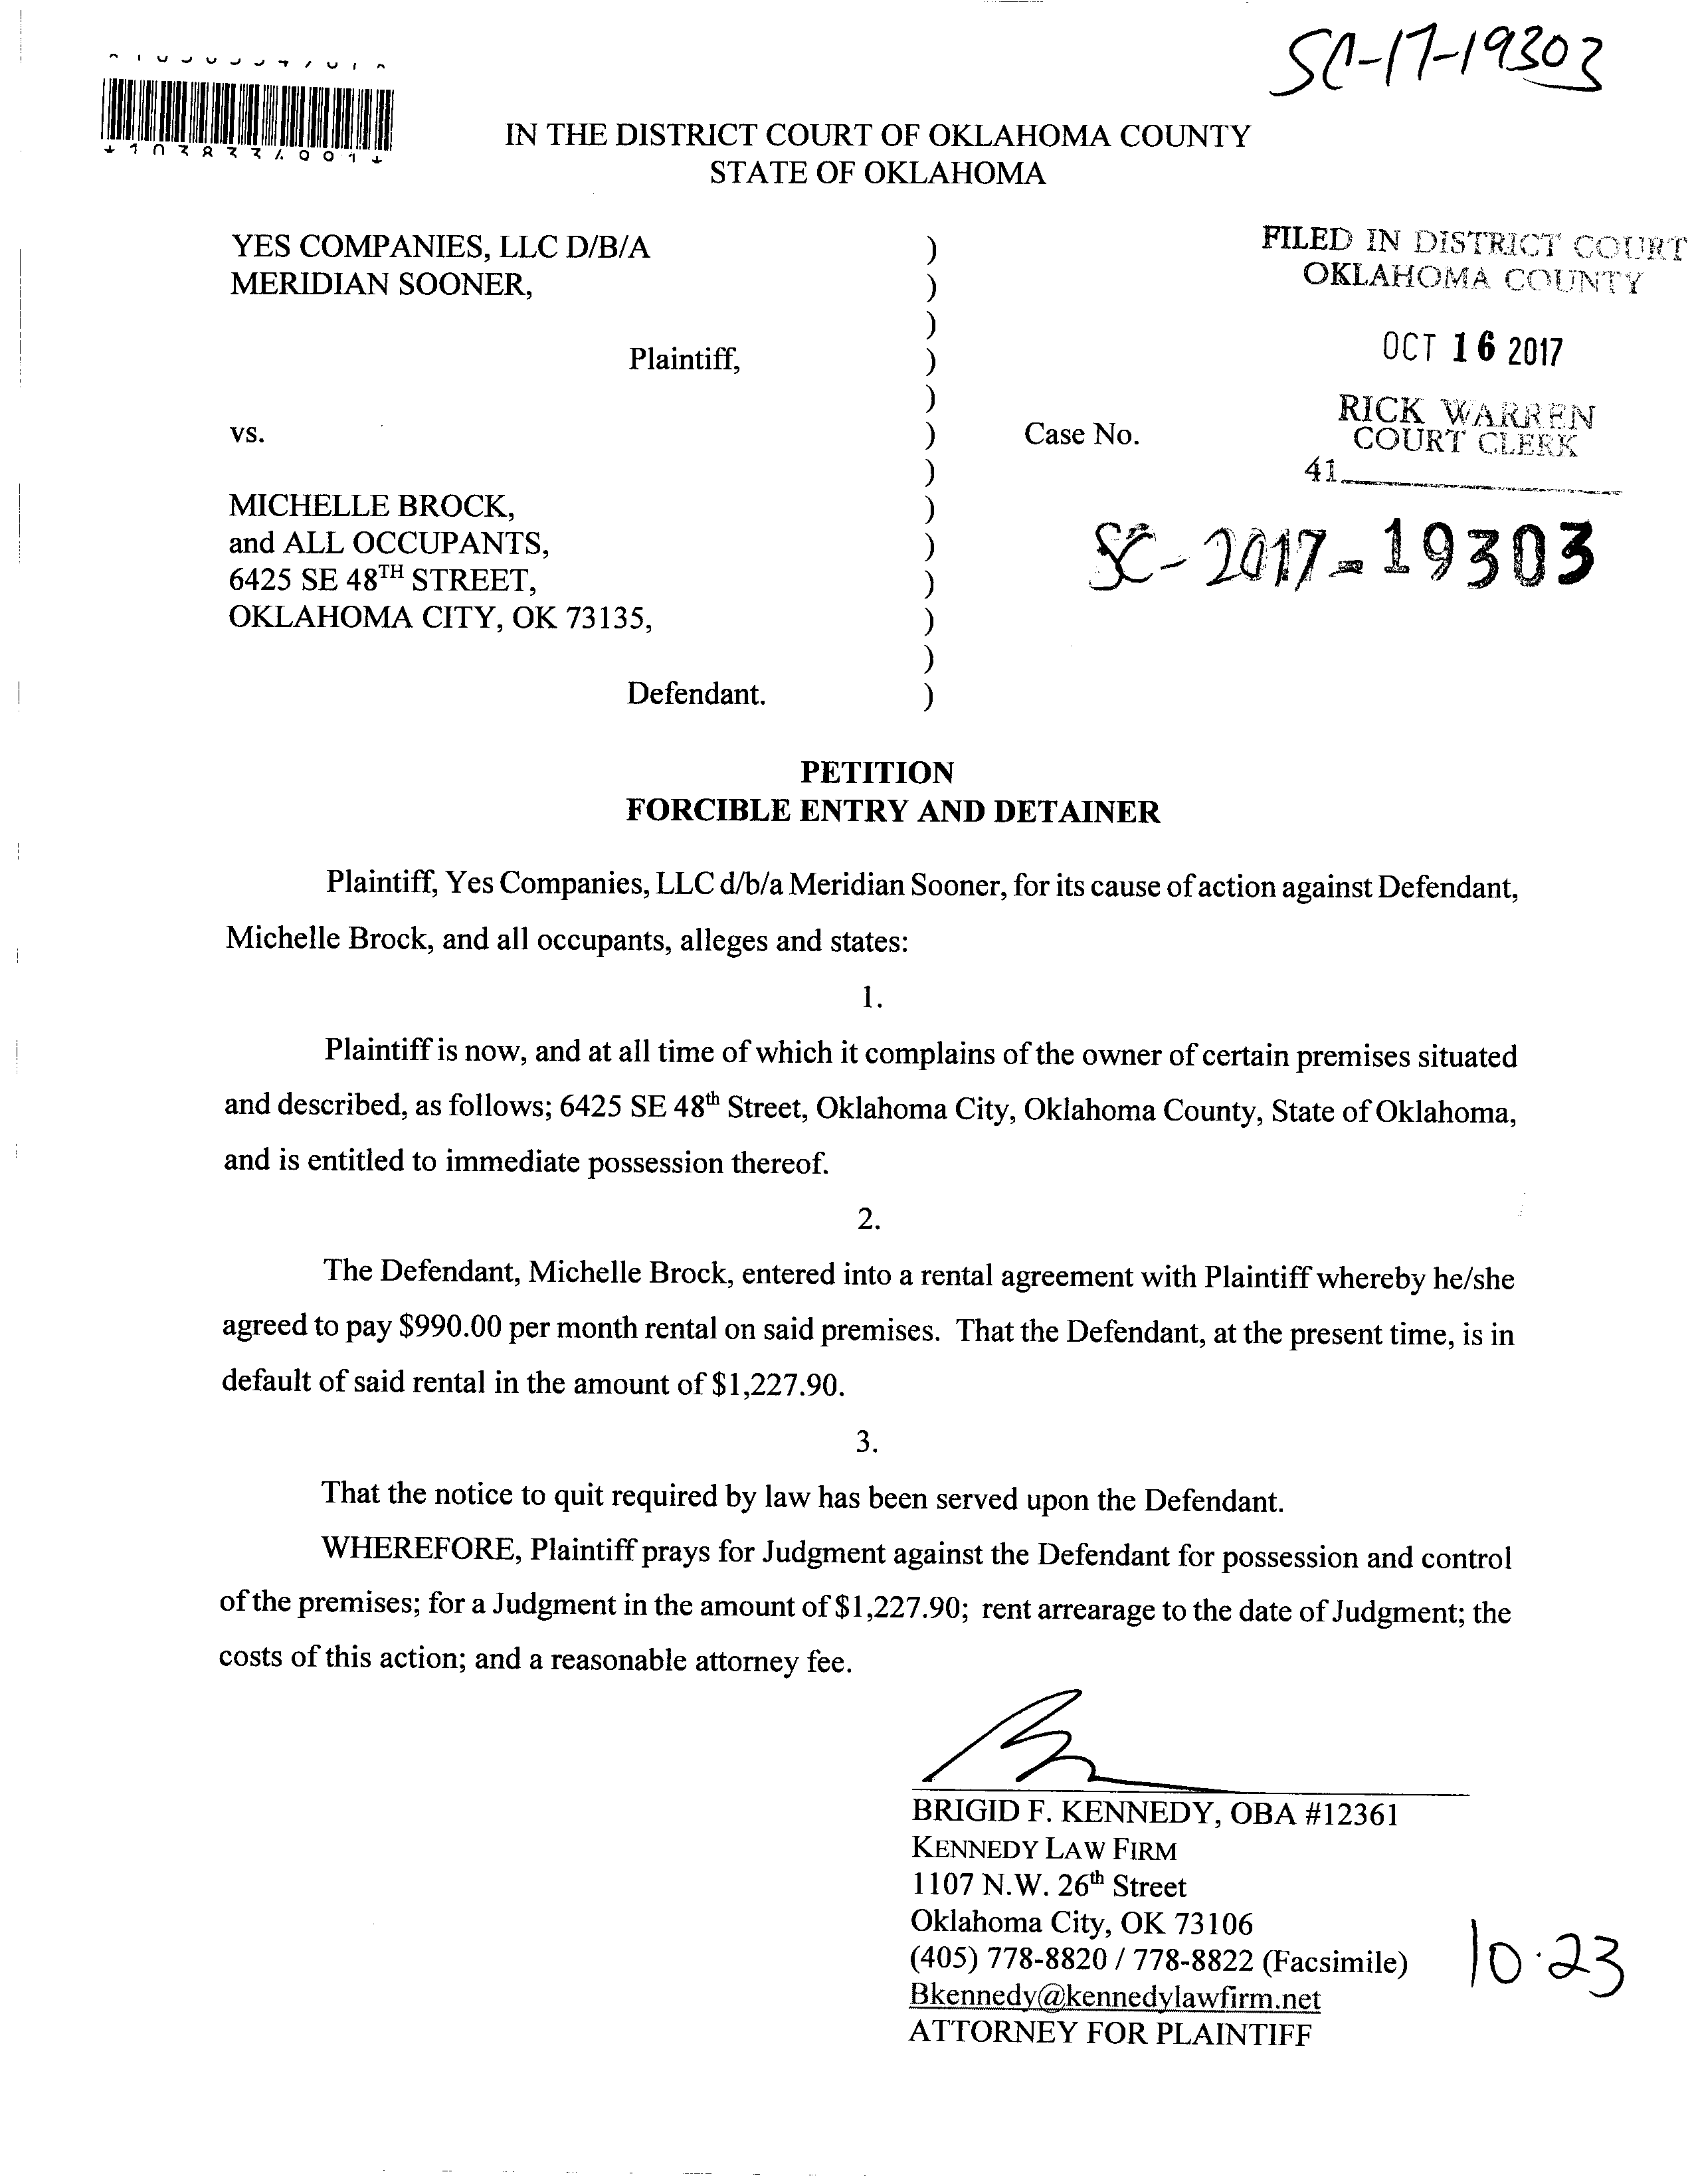 SC-17-19303
*1038334001*
IN THE DISTRICT COURT OF OKLAHOMA COUNTY
STATE OF OKLAHOMA
YES COMPANIES, LLC D/B/A )
MERIDIAN SOONER, )
)
Plaintiff, )
)
vs. ) Case No.
)
MICHELLE BROCK, )
and ALL OCCUPANTS, )
6425 SE 48TH STREET, )
OKLAHOMA CITY, OK 73135, )
)
Defendant. )
FILED IN DISTRICT COURT
OKLAHOMA COUNTY
OCT 16 2017
RICK WARREN
COURT CLERK
41
SC-2017-19303
PETITION
FORCIBLE ENTRY AND DETAINER
Plaintiff, Yes Companies, LLC d/b/a Meridian Sooner, for its cause of action against Defendant,
Michelle Brock, and all occupants, alleges and states:
1.
Plaintiff is now, and at all time of which it complains of the owner of certain premises situated
and described, as follows; 6425 SE 48th Street, Oklahoma City, Oklahoma County, State of Oklahoma,
and is entitled to immediate possession thereof.
2.
The Defendant, Michelle Brock, entered into a rental agreement with Plaintiff whereby he/she
agreed to pay $990.00 per month rental on said premises. That the Defendant, at the present time, is in
default of said rental in the amount of $1,227.90.
3.
That the notice to quit required by law has been served upon the Defendant.
WHEREFORE, Plaintiff prays for Judgment against the Defendant for possession and control
of the premises; for a Judgment in the amount of $1,227.90; rent arrearage to the date of Judgment; the
costs of this action; and a reasonable attorney fee.
BRIGID F. KENNEDY, OBA #12361
KENNEDY LAW FIRM
1107 N.W. 26th Street
Oklahoma City, OK 73106
(405) 778-8820 / 778-8822 (Facsimile)
Bkennedy@kennedylawfirm.net
ATTORNEY FOR PLAINTIFF
10·23